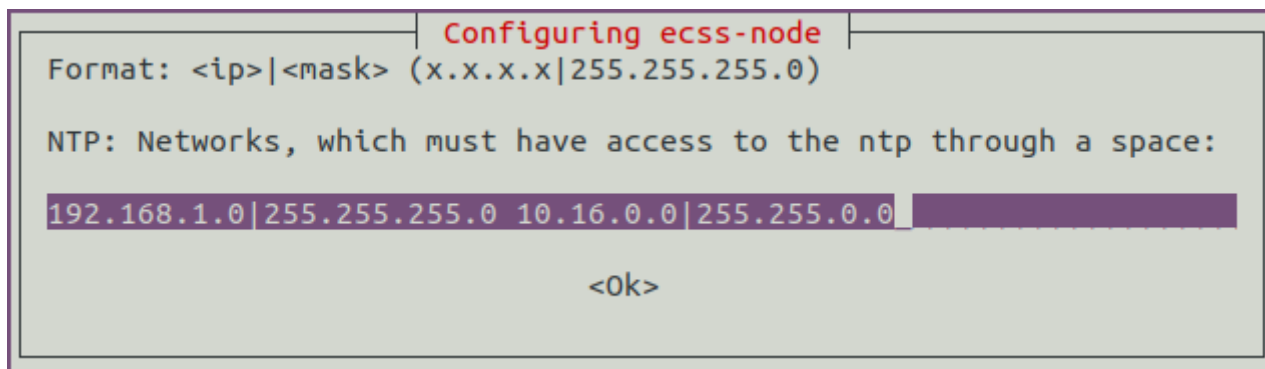 Configuring ecss-node
Format: <ip>|<mask> (x.x.x.x|255.255.255.0)
NTP: Networks, which must have access to the ntp through a space:
192.168.1.0|255.255.255.0 10.16.0.0|255.255.0.0_
<Ok>